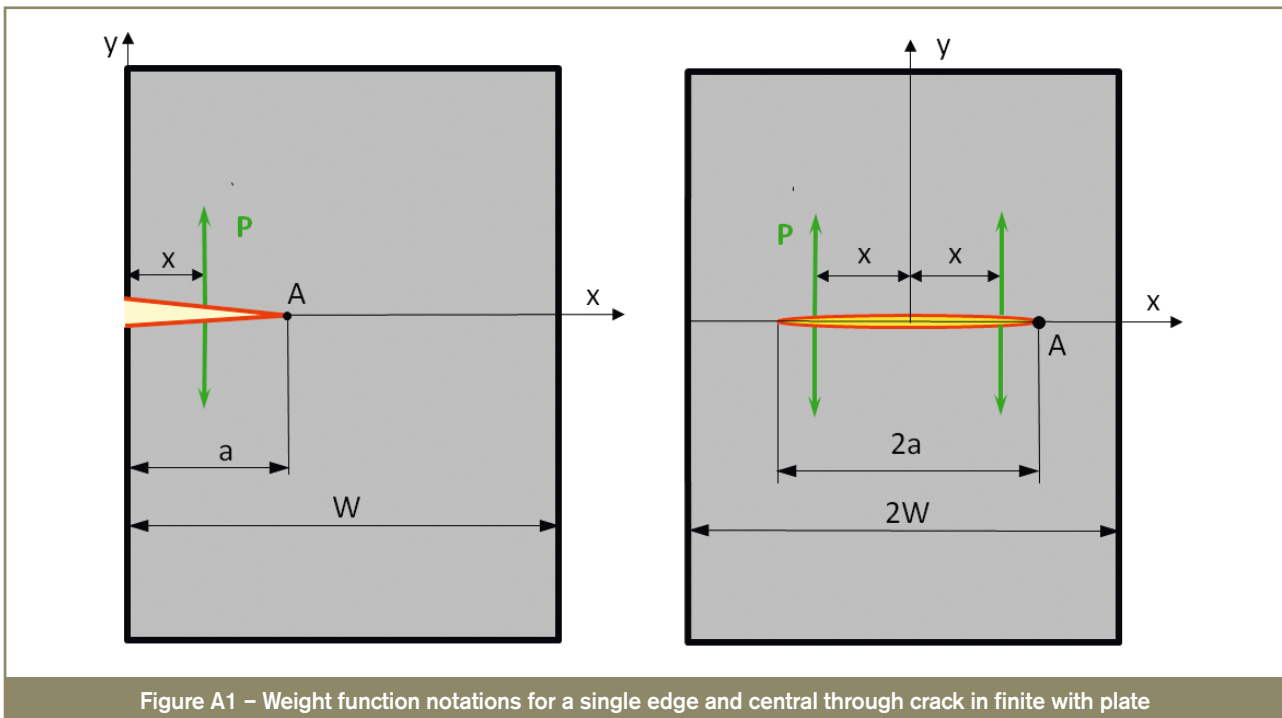 y
P
x
A
x
a
W
y
P
x
x
x
A
2a
2W
Figure A1 – Weight function notations for a single edge and central through crack in finite with plate